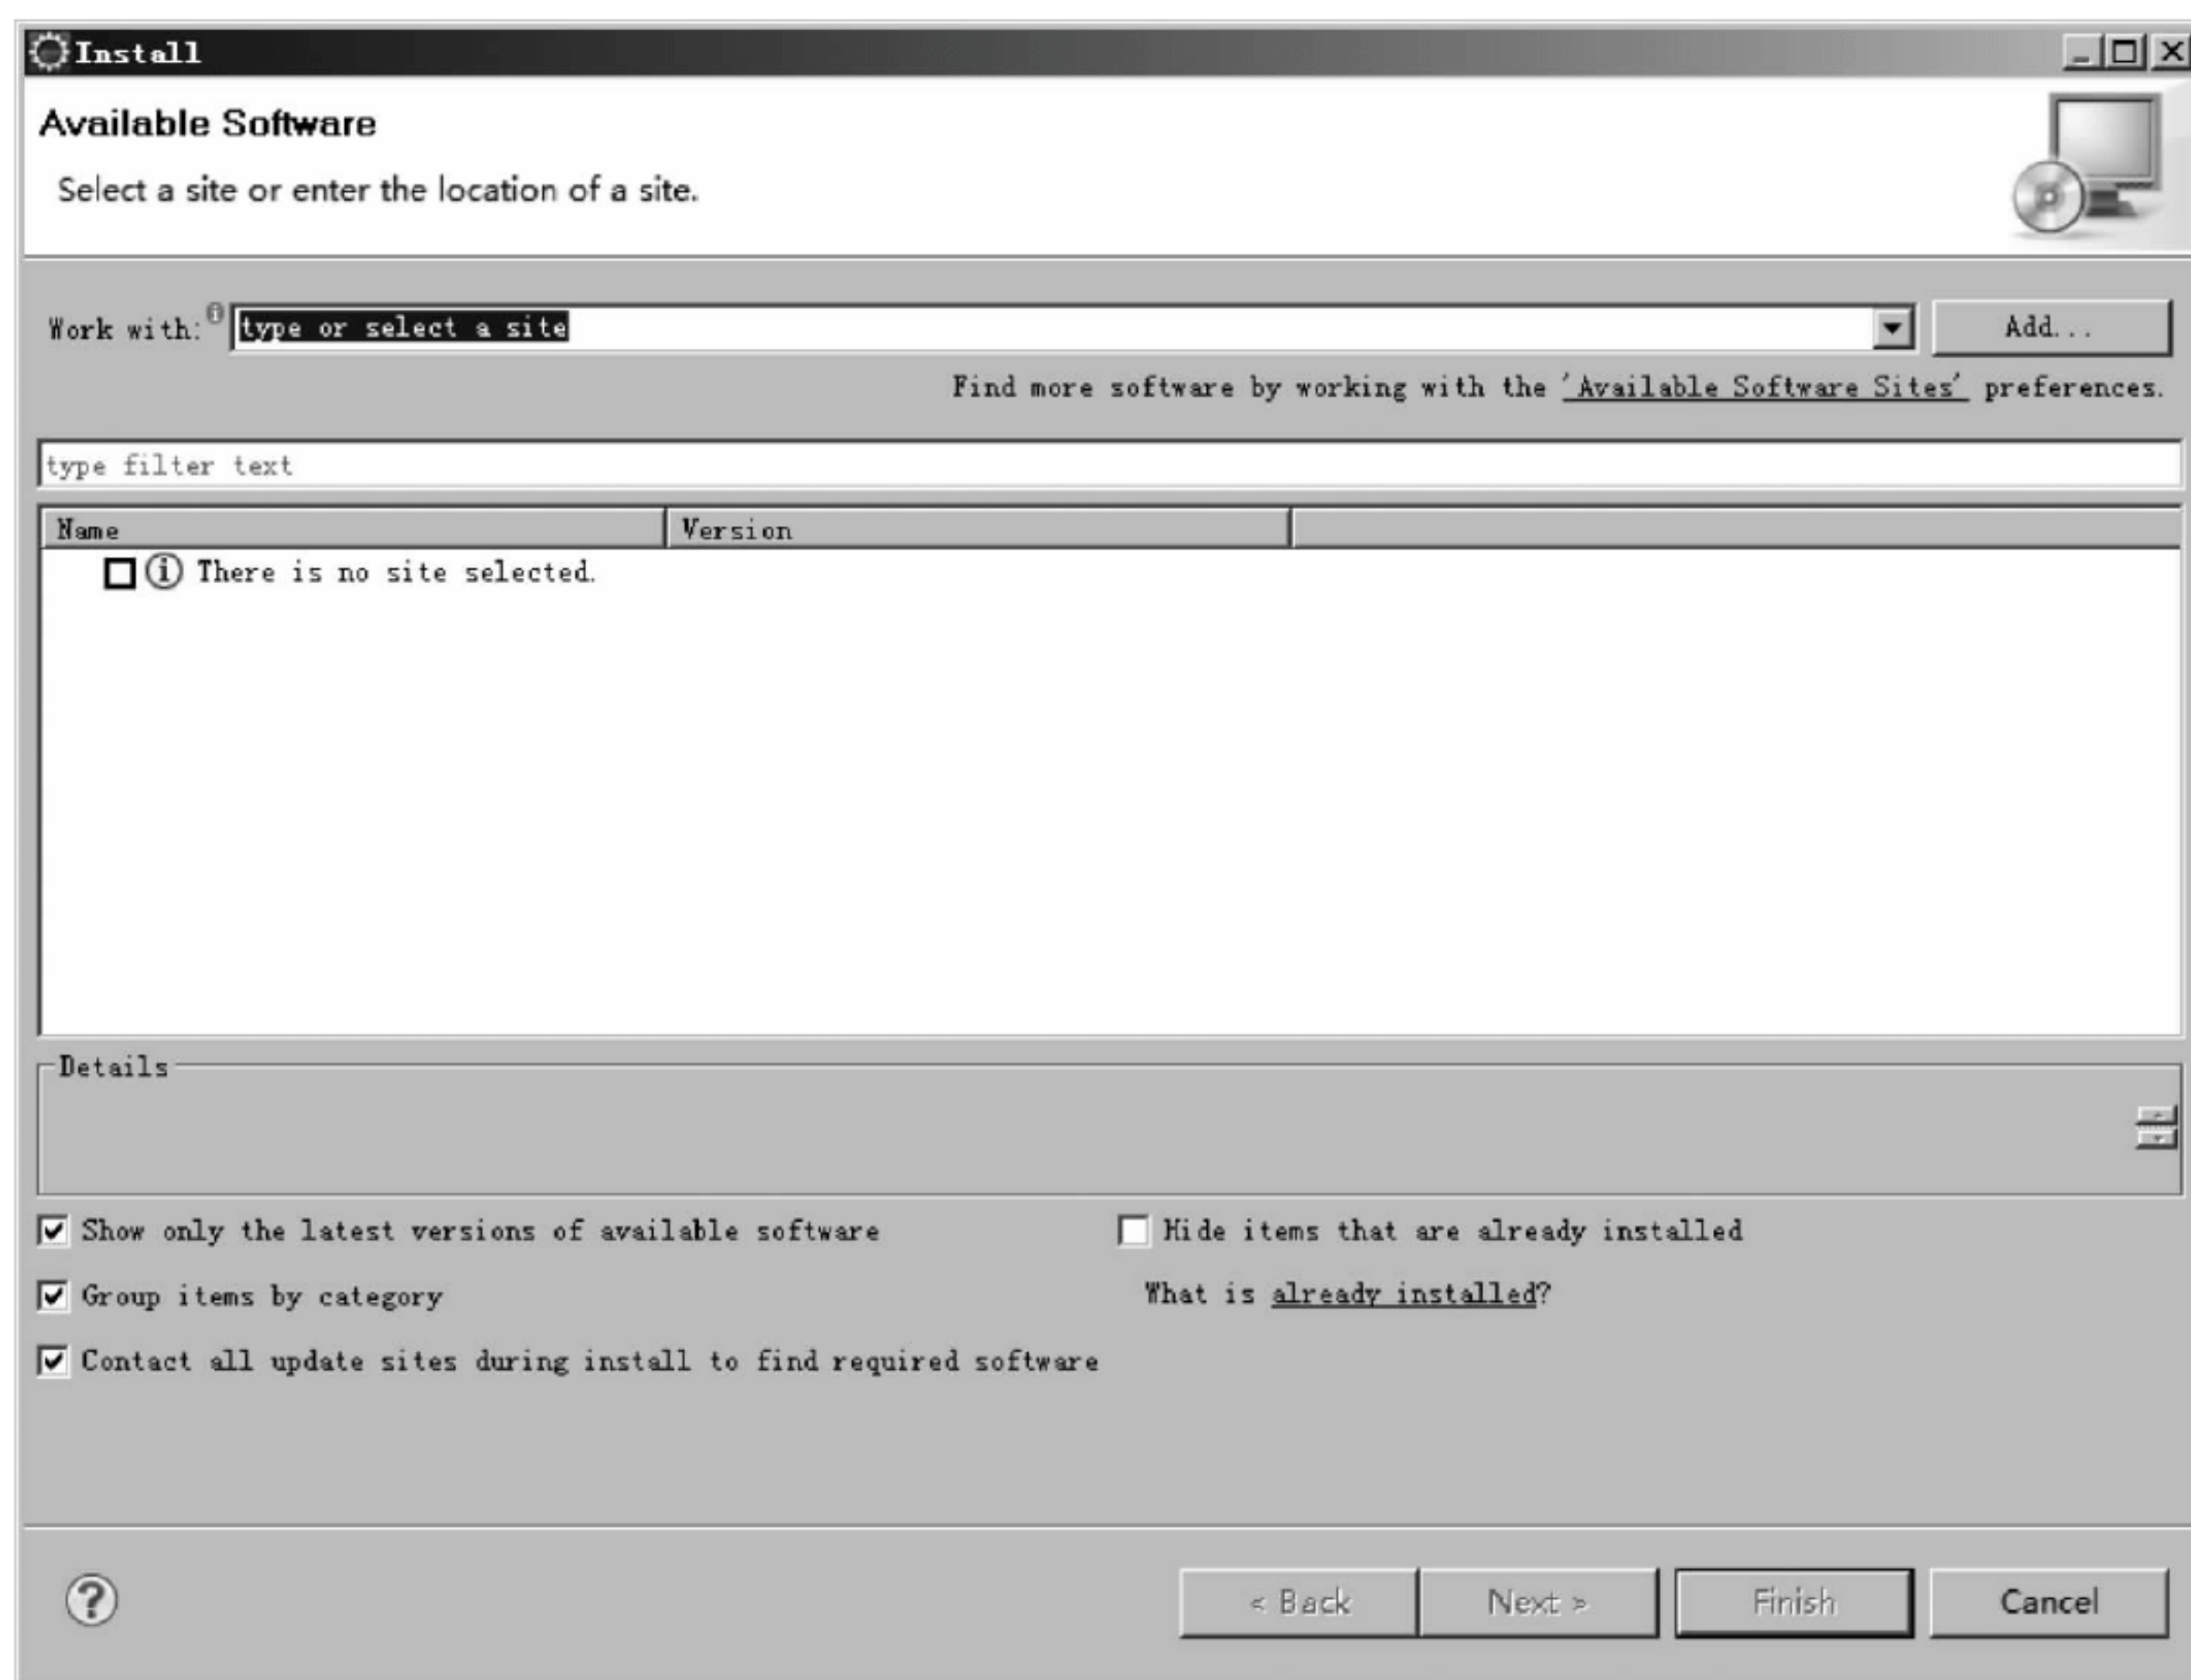 Install
Available Software
Select a site or enter the location of a site.
Work with: type or select a site Add...
Find more software by working with the 'Available Software Sites' preferences.
type filter text
Name Version
There is no site selected.
Details
Show only the latest versions of available software Hide items that are already installed
Group items by category What is already installed?
Contact all update sites during install to find required software
< Back Next > Finish Cancel